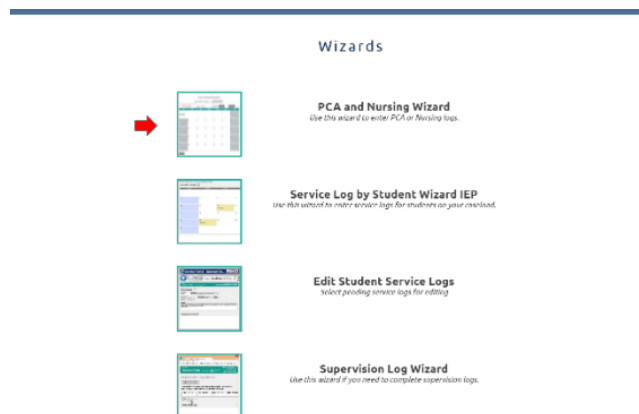 Wizards
PCA and Nursing Wizard
Use this wizard to enter PCA or Nursing logs.
Service Log by Student Wizard IEP
Use this wizard to enter service logs for students on your caseload.
Edit Student Service Logs
Select pending service logs for editing
Supervision Log Wizard
Use this wizard if you need to complete supervision logs.